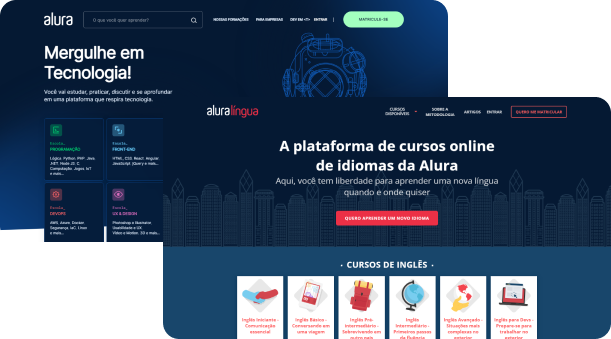 alura
O que você quer aprender?
NOSSAS FORMAÇÕES
PARA EMPRESAS
DEV EM <T>
ENTRAR
MATRICULE-SE
Mergulhe em
Tecnologia!
Você vai estudar, praticar, discutir e se aprofundar
em uma plataforma que respira tecnologia.
Escola_
PROGRAMAÇÃO
Lógica, Python, PHP, Java,
.NET, Node JS, C,
Computação, Jogos, IoT
e mais...
Escola_
FRONT-END
HTML, CSS, React, Angular
JavaScript, jQuery e mais...
Escola_
DEVOPS
AWS, Azure, Docker,
Segurança, IaC, Linux
e mais...
Escola_
UX & DESIGN
Photoshop e Illustrator,
Usabilidade e UX,
Vídeo e Motion, 3D e mais...
aluralíngua
CURSOS
DISPONÍVEIS
SOBRE A
METODOLOGIA
ARTIGOS
ENTRAR
QUERO ME MATRICULAR
A plataforma de cursos online
de idiomas da Alura
Aqui, você tem liberdade para aprender uma nova língua
quando e onde quiser
QUERO APRENDER UM NOVO IDIOMA
• CURSOS DE INGLÊS •
Inglês Iniciante -
Comunicação
essencial
Inglês Básico -
Conversando em
uma viagem
Inglês Pré-
intermediário -
Sobrevivendo em
outro país
Inglês
intermediário -
Primeiros passos
da fluência
Inglês Avançado -
Situações mais
complexas no
exterior
Inglês para Devs -
Prepare-se para
trabalhar no
exterior